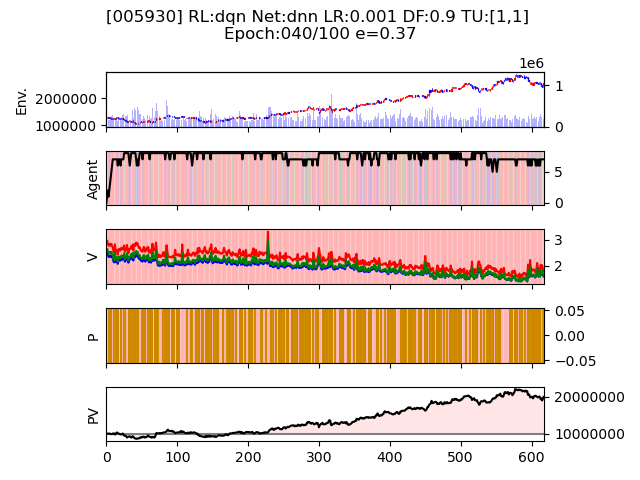 [005930] RL:dqn Net:dnn LR:0.001 DF:0.9 TU:[1,1]
Epoch:040/100 e=0.37
1e6
Env.
2000000
1000000
1
0
Agent
5
0
V
3
2
P
0.05
0.00
−0.05
PV
20000000
10000000
0 100 200 300 400 500 600